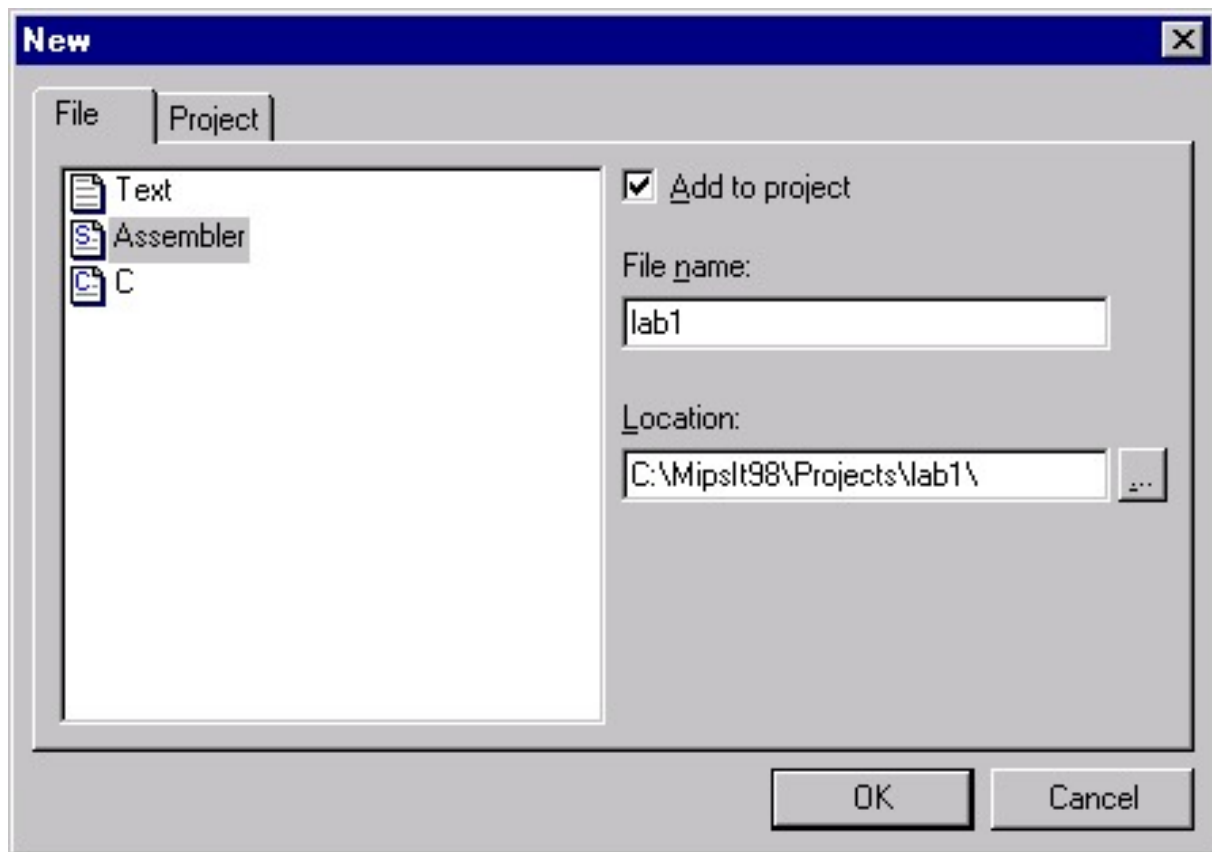 New
File
Project
Text
Assembler
C
Add to project
File name:
lab1
Location:
C:\MipsIt98\Projects\lab1\
...
OK
Cancel